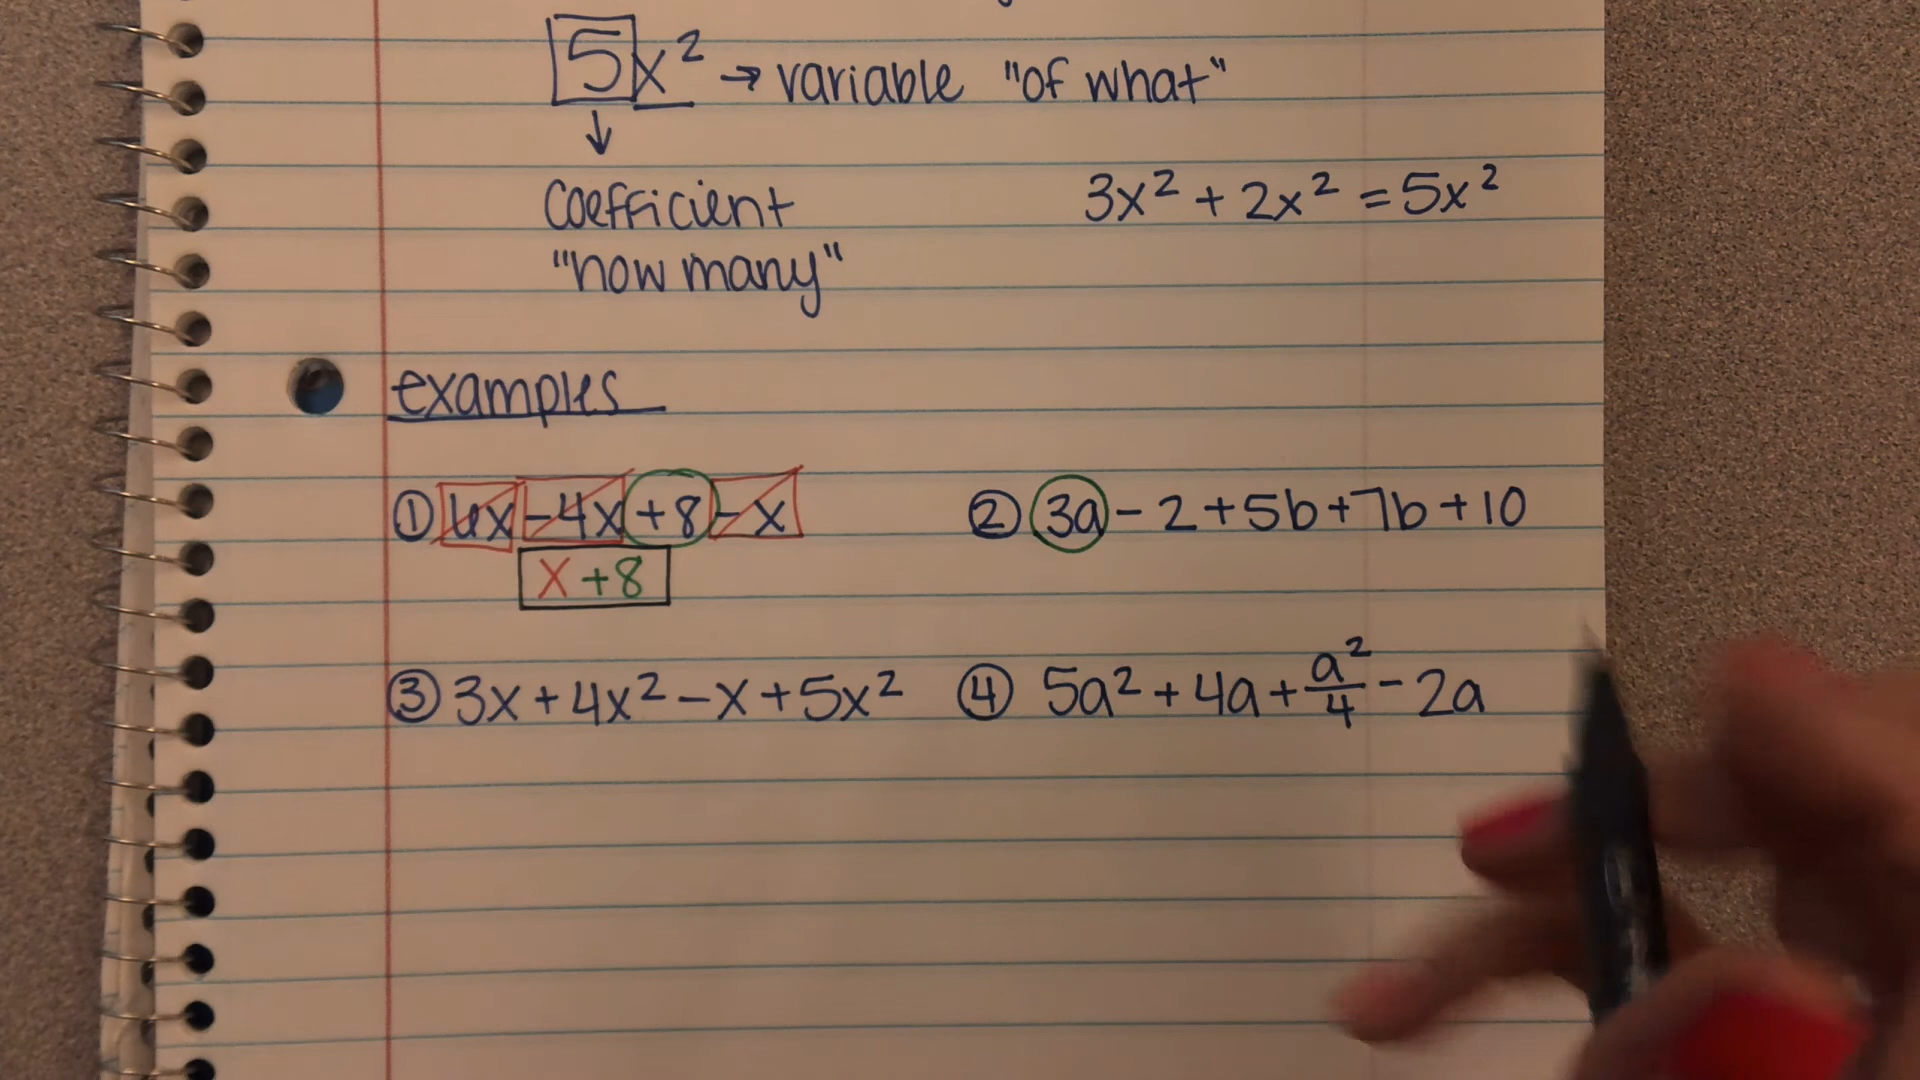 5x² → variable "of what"
↓
coefficient
"how many"
3x² + 2x² = 5x²
examples
① 6x - 4x + 8 - x
x + 8
② 3a - 2 + 5b + 7b + 10
③ 3x + 4x² - x + 5x²
④ 5a² + 4a + a²/4 - 2a